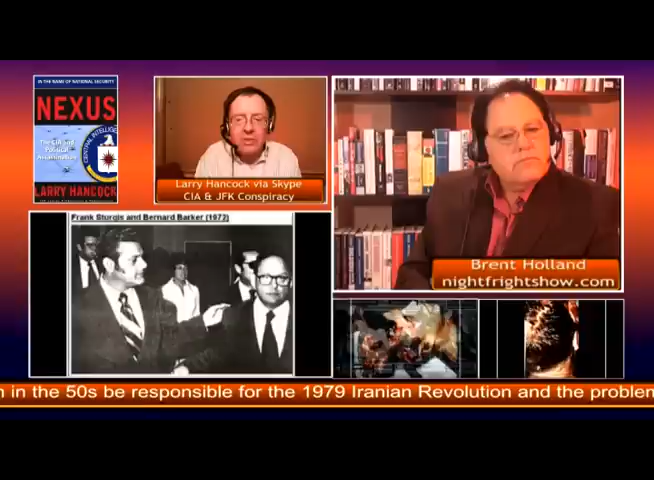 IN THE NAME OF NATIONAL SECURITY
NEXUS
The CIA and
Political
Assassination
LARRY HANCOCK
Larry Hancock via Skype
CIA & JFK Conspiracy
Brent Holland
nightfrightshow.com
Frank Sturgis and Bernard Barker (1972)
n in the 50s be responsible for the 1979 Iranian Revolution and the problem